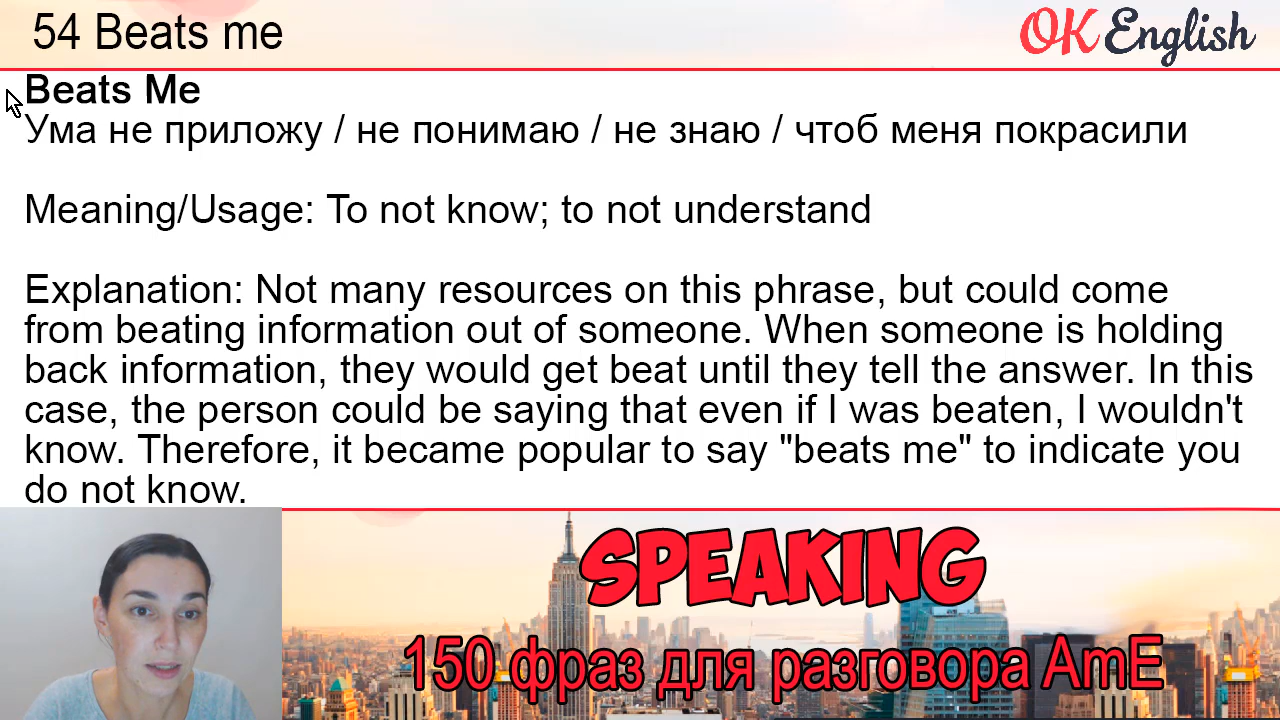 54 Beats me
OK English
Beats Me
Ума не приложу / не понимаю / не знаю / чтоб меня покрасили
Meaning/Usage: To not know; to not understand
Explanation: Not many resources on this phrase, but could come
from beating information out of someone. When someone is holding
back information, they would get beat until they tell the answer. In this
case, the person could be saying that even if I was beaten, I wouldn't
know. Therefore, it became popular to say "beats me" to indicate you
do not know.
SPEAKING
150 фраз для разговора AmE